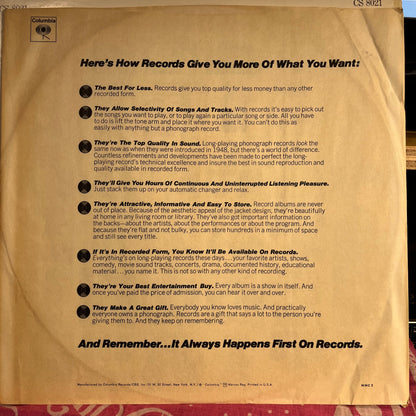 CS 8021
CS 8021
Columbia
Here's How Records Give You More Of What You Want:
The Best For Less. Records give you top quality for less money than any other
recorded form.
They Allow Selectivity Of Songs And Tracks. With records it's easy to pick out
the songs you want to play, or to play again a particular song or side. All you have
to do is lift the tone arm and place it where you want it. You can't do this as
easily with anything but a phonograph record.
They're The Top Quality In Sound. Long-playing phonograph records look the
same now as when they were introduced in 1948, but there's a world of difference.
Countless refinements and developments have been made to perfect the long-
playing record's technical excellence and insure the best in sound reproduction and
quality available in recorded form.
They'll Give You Hours Of Continuous And Uninterrupted Listening Pleasure.
Just stack them up on your automatic changer and relax.
They're Attractive, Informative And Easy To Store. Record albums are never
out of place. Because of the aesthetic appeal of the jacket design, they're beautifully
at home in any living room or library. They've also got important information on
the backs—about the artists, about the performances or about the program. And
because they're flat and not bulky, you can store hundreds in a minimum of space
and still see every title.
If It's In Recorded Form, You Know It'll Be Available On Records.
Everything's on long-playing records these days...your favorite artists, shows,
comedy, movie sound tracks, concerts, drama, documented history, educational
material...you name it. This is not so with any other kind of recording.
They're Your Best Entertainment Buy. Every album is a show in itself. And
once you've paid the price of admission, you can hear it over and over.
They Make A Great Gift. Everybody you know loves music. And practically
everyone owns a phonograph. Records are a gift that says a lot to the person you're
giving them to. And they keep on remembering.
And Remember...It Always Happens First On Records.
Manufactured by Columbia Records/CBS, Inc./51 W. 52 Street, New York, N.Y./® "Columbia," Marcas Reg. Printed in U.S.A.